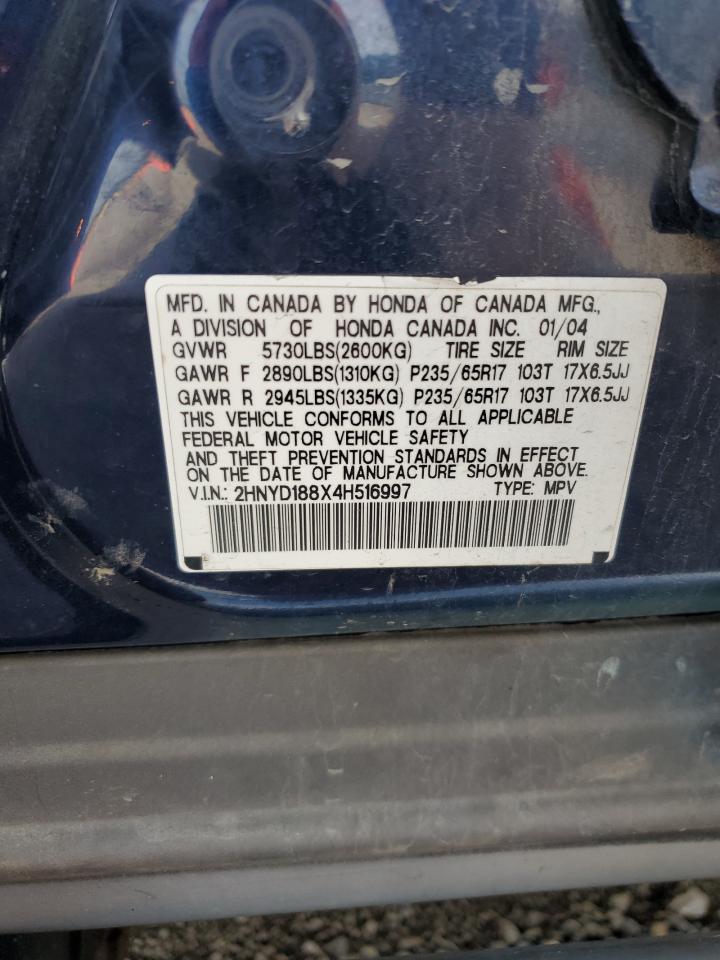 MFD. IN CANADA BY HONDA OF CANADA MFG.,
A DIVISION OF HONDA CANADA INC. 01/04
GVWR 5730LBS(2600KG) TIRE SIZE RIM SIZE
GAWR F 2890LBS(1310KG) P235/65R17 103T 17X6.5JJ
GAWR R 2945LBS(1335KG) P235/65R17 103T 17X6.5JJ
THIS VEHICLE CONFORMS TO ALL APPLICABLE
FEDERAL MOTOR VEHICLE SAFETY
AND THEFT PREVENTION STANDARDS IN EFFECT
ON THE DATE OF MANUFACTURE SHOWN ABOVE.
V.I.N.: 2HNYD188X4H516997 TYPE: MPV